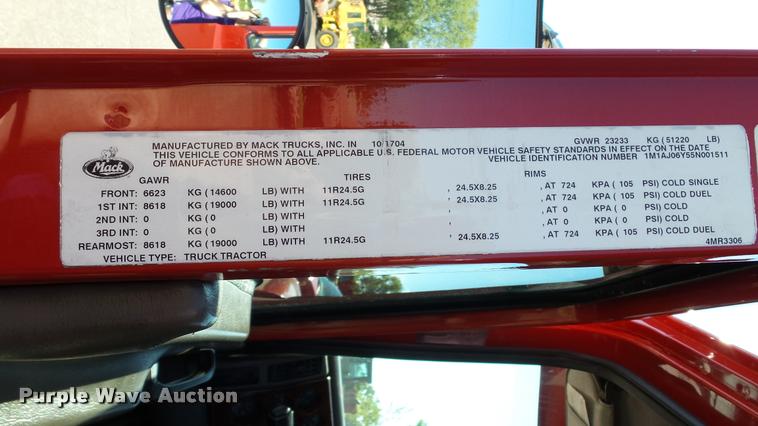 MANUFACTURED BY MACK TRUCKS, INC. IN 10/1704 GVWR 23233 KG (51220 LB)
THIS VEHICLE CONFORMS TO ALL APPLICABLE U.S. FEDERAL MOTOR VEHICLE SAFETY STANDARDS IN EFFECT ON THE DATE
OF MANUFACTURE SHOWN ABOVE. VEHICLE IDENTIFICATION NUMBER 1M1AJ06Y55N001511
Mack
GAWR TIRES RIMS
FRONT: 6623 KG (14600 LB) WITH 11R24.5G , 24.5X8.25 , AT 724 KPA ( 105 PSI) COLD SINGLE
1ST INT: 8618 KG (19000 LB) WITH 11R24.5G , 24.5X8.25 , AT 724 KPA ( 105 PSI) COLD DUEL
2ND INT: 0 KG (0 LB) WITH , , AT 0 KPA ( 0 PSI) COLD
3RD INT: 0 KG (0 LB) WITH , , AT 0 KPA ( 0 PSI) COLD
REARMOST: 8618 KG (19000 LB) WITH 11R24.5G , 24.5X8.25 , AT 724 KPA ( 105 PSI) COLD DUEL
VEHICLE TYPE: TRUCK TRACTOR 4MR3306
Purple Wave Auction